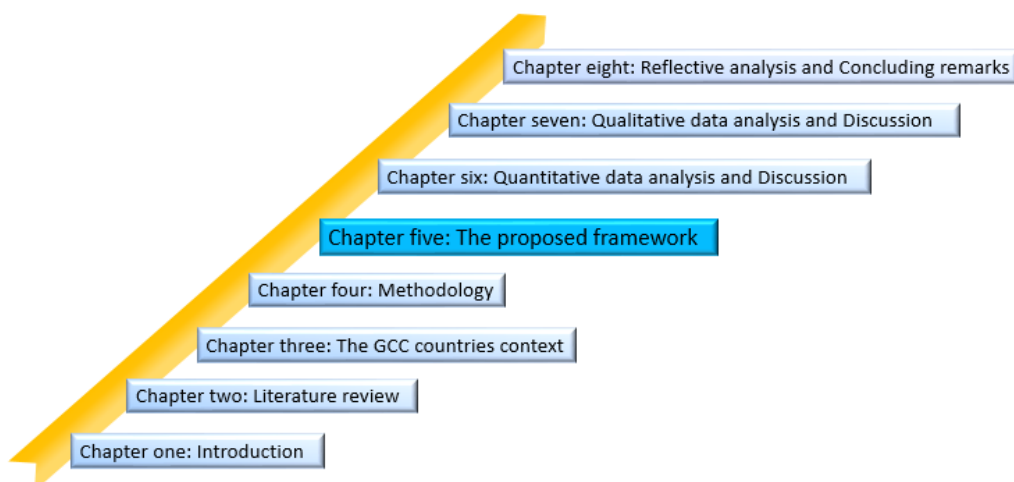 Chapter eight: Reflective analysis and Concluding remarks
Chapter seven: Qualitative data analysis and Discussion
Chapter six: Quantitative data analysis and Discussion
Chapter five: The proposed framework
Chapter four: Methodology
Chapter three: The GCC countries context
Chapter two: Literature review
Chapter one: Introduction